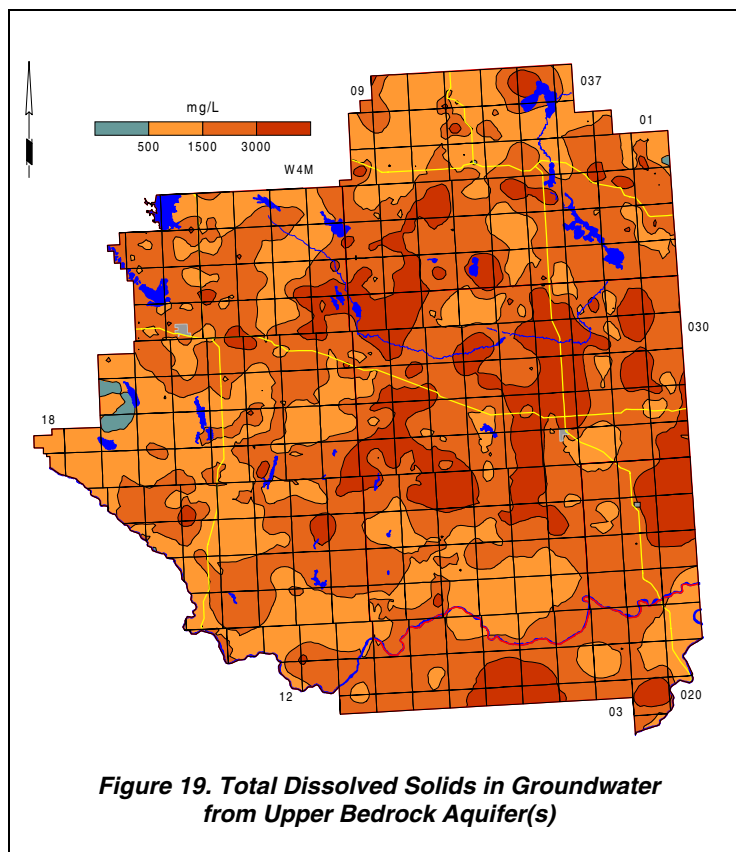 09
037
mg/L
01
500 1500 3000
W4M
030
18
12
03
020
Figure 19. Total Dissolved Solids in Groundwater
from Upper Bedrock Aquifer(s)